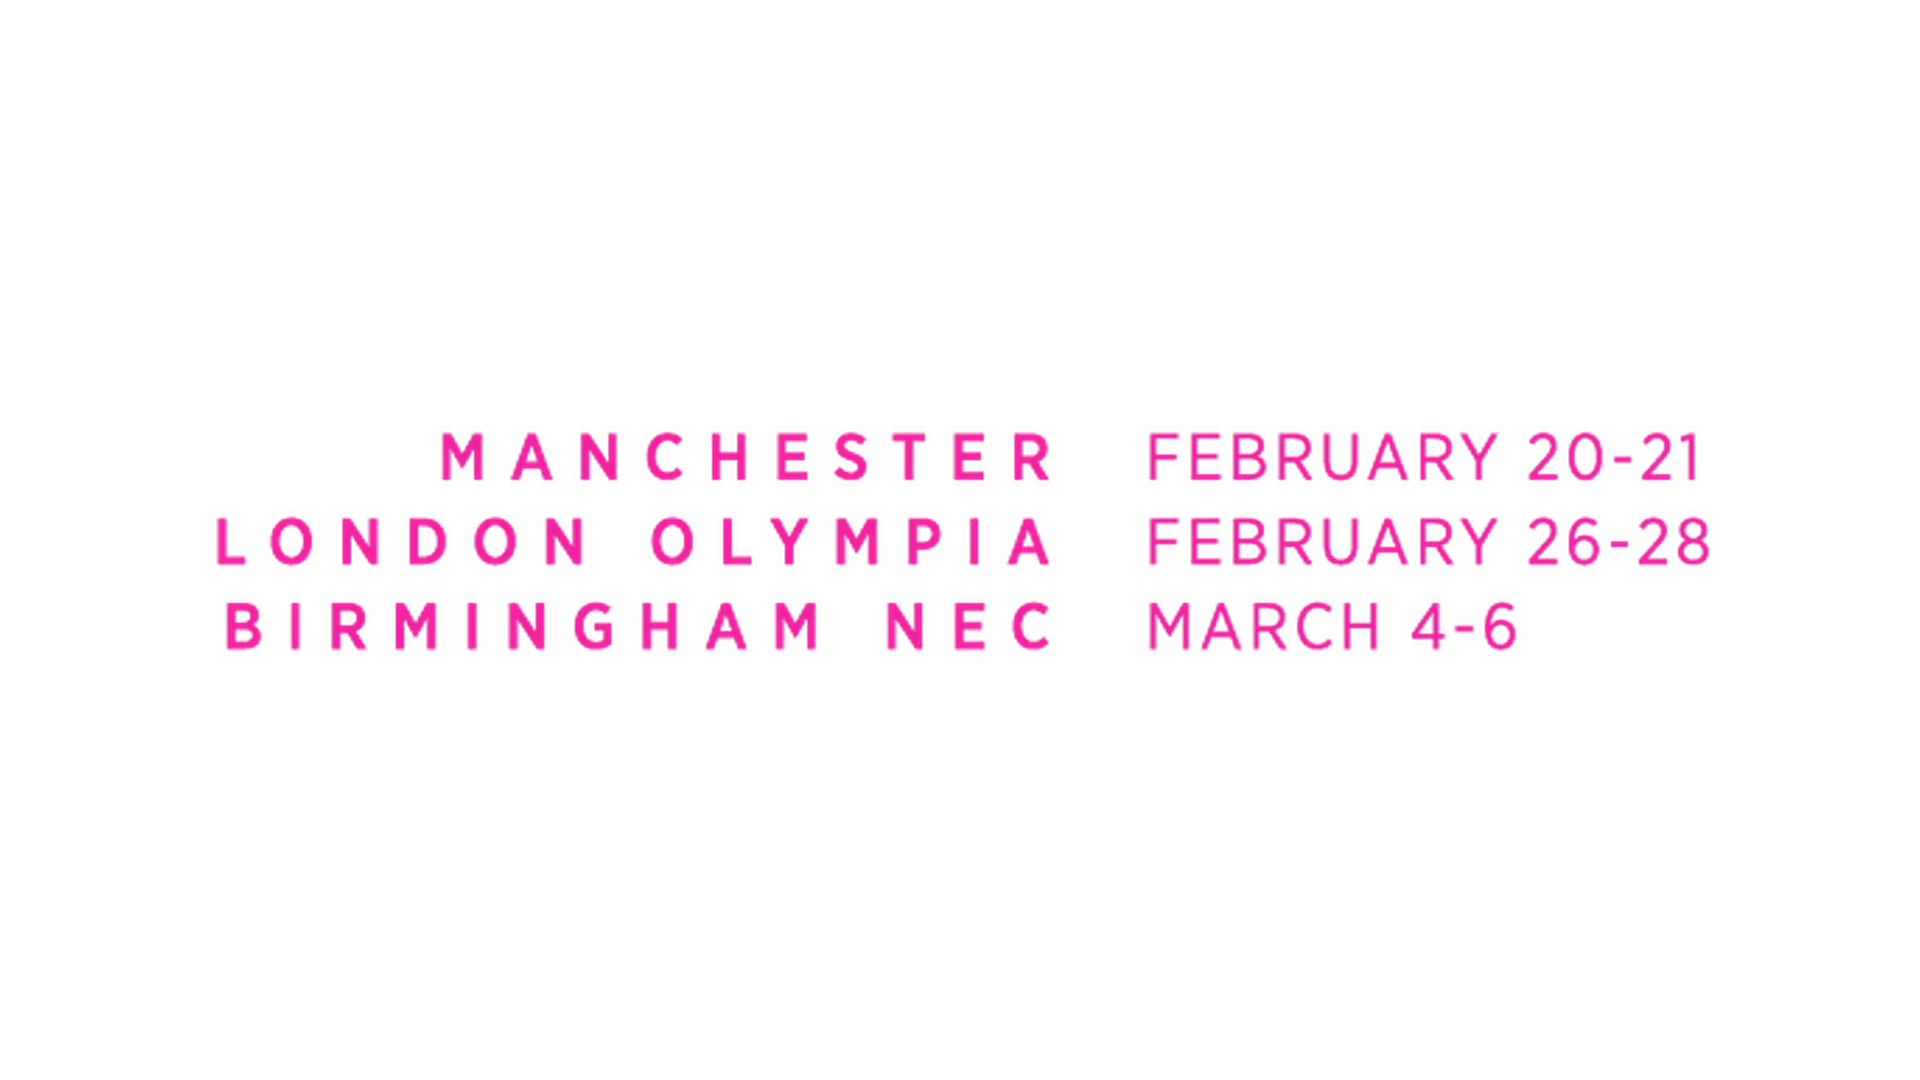 MANCHESTER FEBRUARY 20-21
LONDON OLYMPIA FEBRUARY 26-28
BIRMINGHAM NEC MARCH 4-6